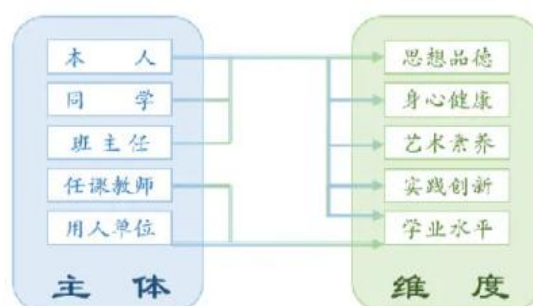 本 人
同 学
班主任
任课教师
用人单位
主 体
思想品德
身心健康
艺术素养
实践创新
学业水平
维 度